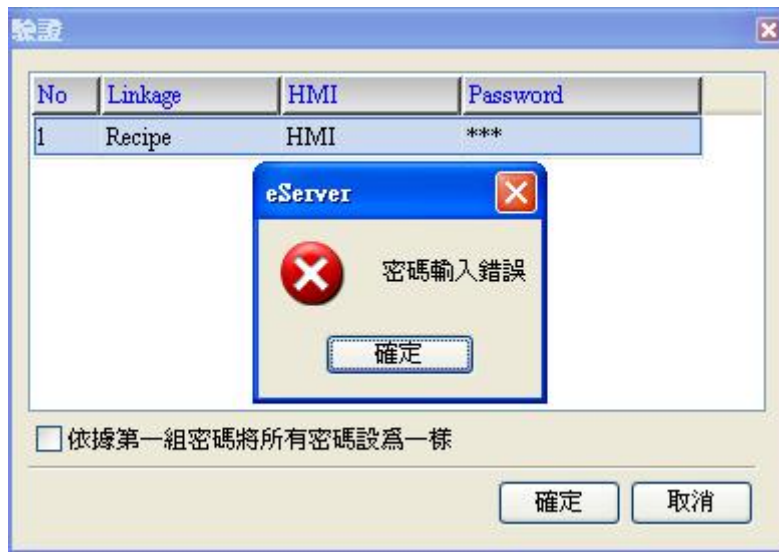 驗證
No Linkage HMI Password
1 Recipe HMI ***
eServer
密碼輸入錯誤
確定
依據第一組密碼將所有密碼設爲一樣
確定 取消